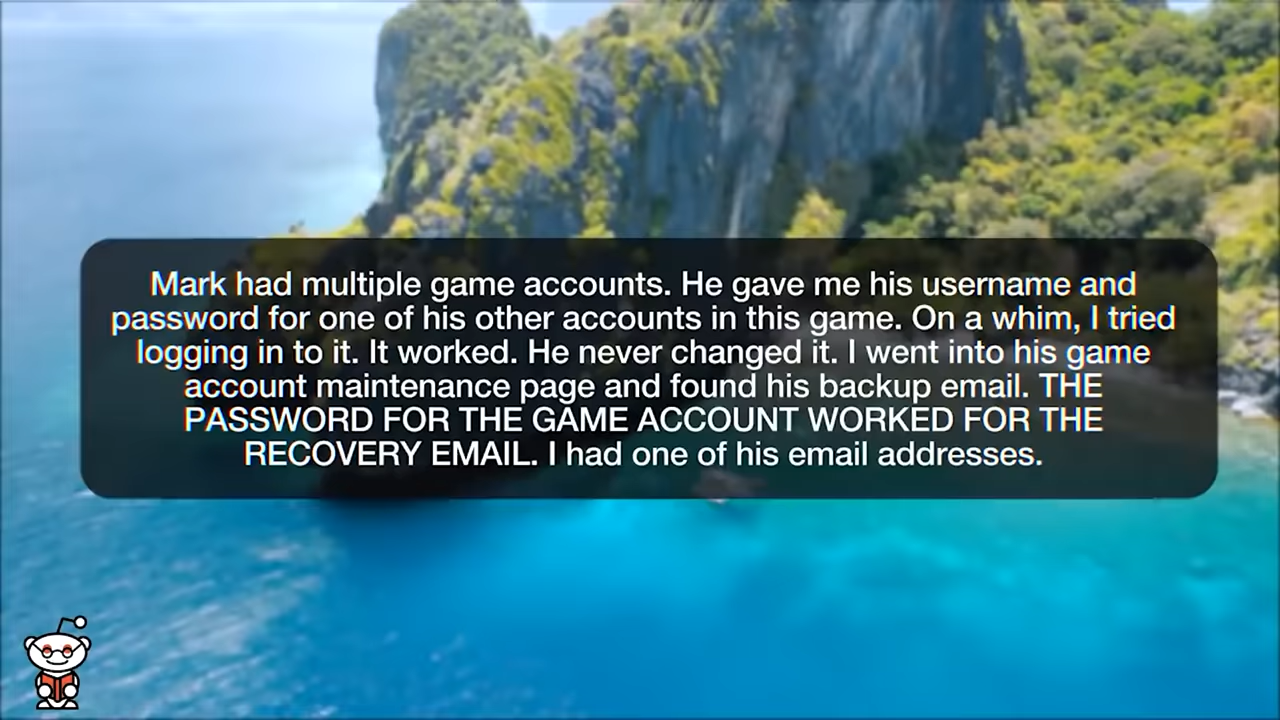 Mark had multiple game accounts. He gave me his username and
password for one of his other accounts in this game. On a whim, I tried
logging in to it. It worked. He never changed it. I went into his game
account maintenance page and found his backup email. THE
PASSWORD FOR THE GAME ACCOUNT WORKED FOR THE
RECOVERY EMAIL. I had one of his email addresses.